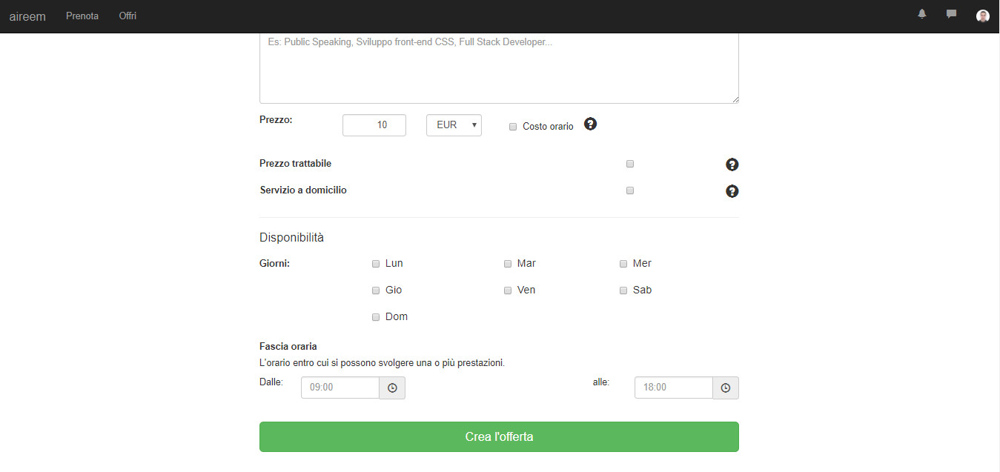 aireem Prenota Offri
Es: Public Speaking, Sviluppo front-end CSS, Full Stack Developer...
Prezzo: 10 EUR Costo orario ?
Prezzo trattabile ?
Servizio a domicilio ?
Disponibilità
Giorni: Lun Mar Mer
Gio Ven Sab
Dom
Fascia oraria
L'orario entro cui si possono svolgere una o più prestazioni.
Dalle: 09:00 alle: 18:00
Crea l'offerta